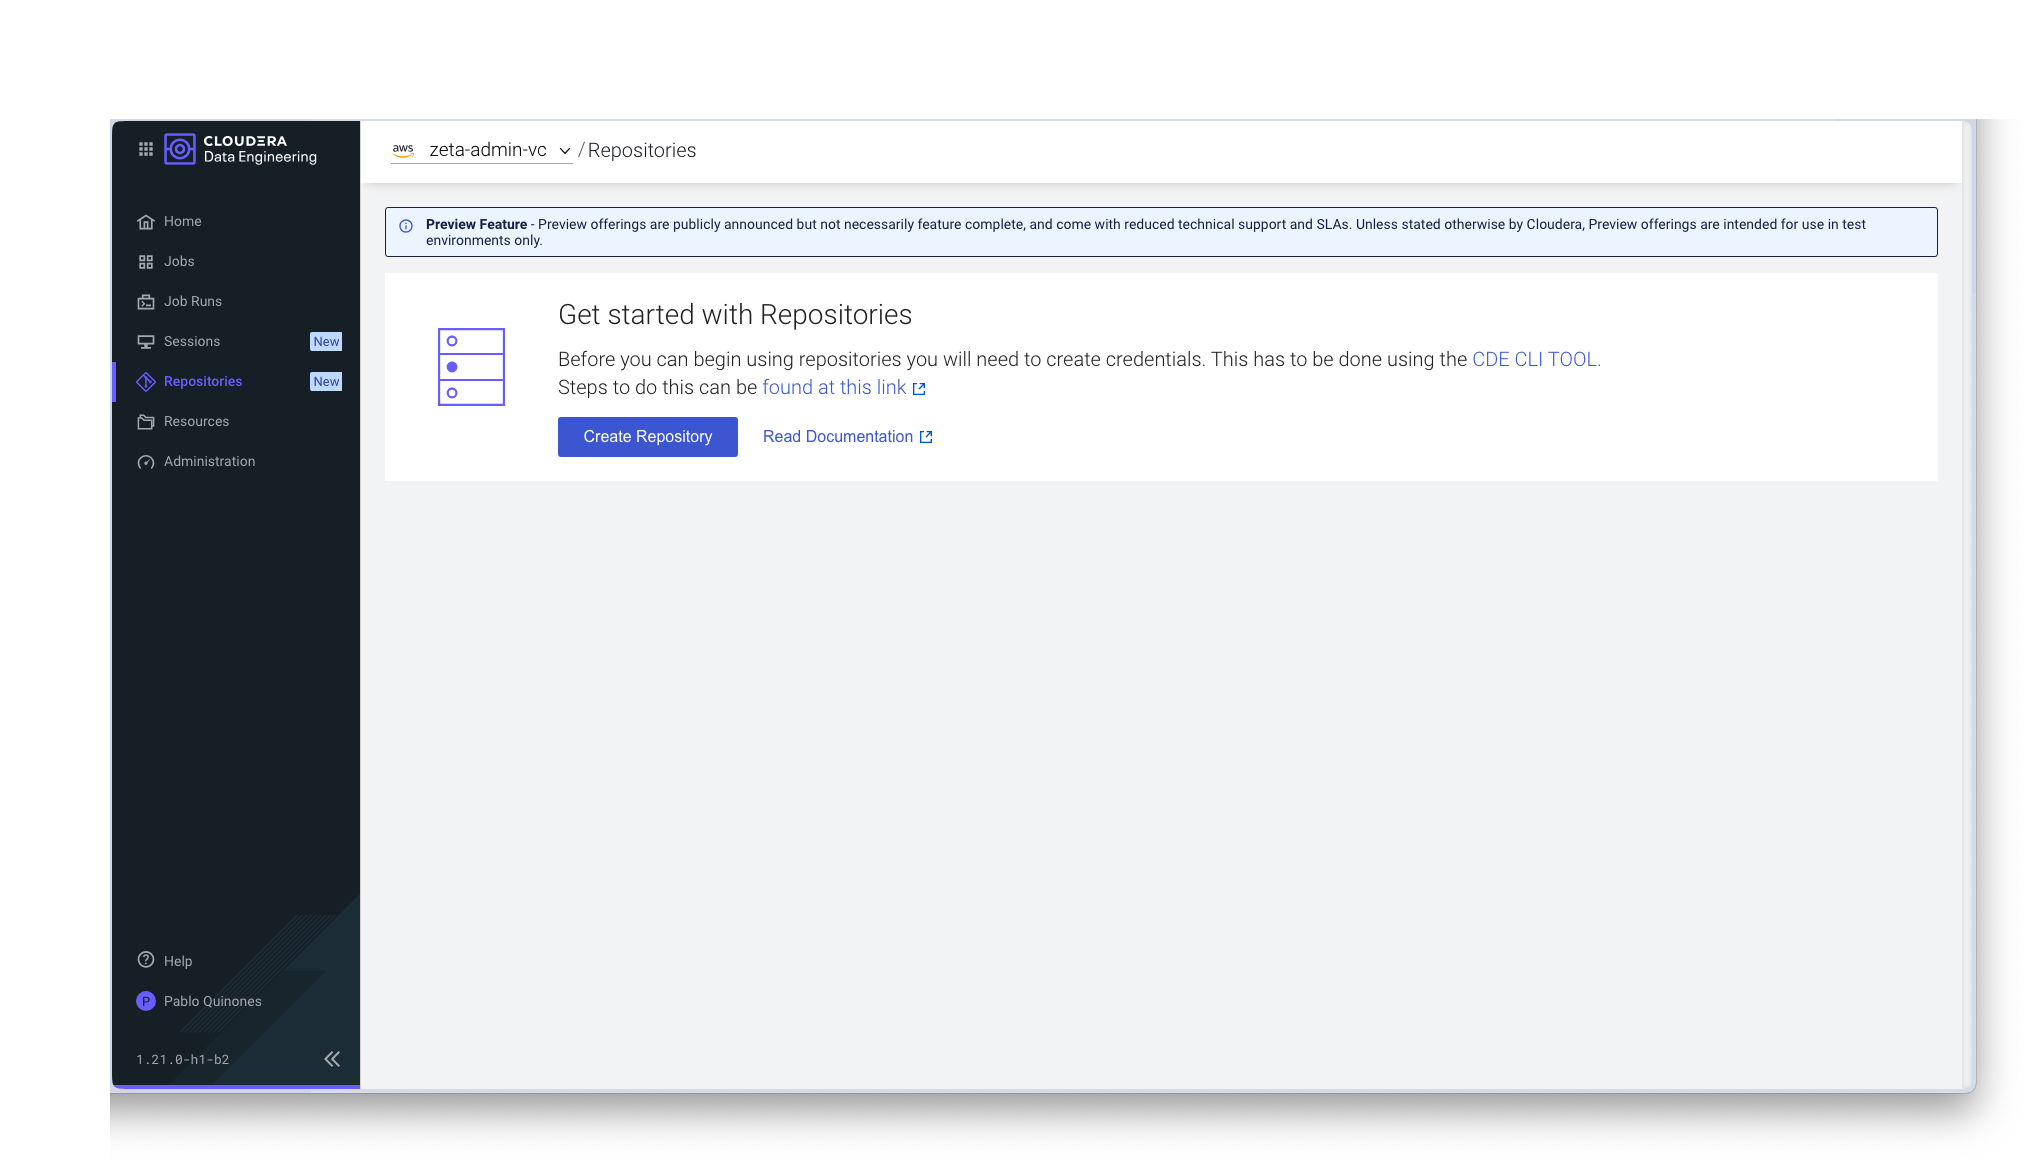 CLOUDERA
Data Engineering
Home
Jobs
Job Runs
Sessions
New
Repositories
New
Resources
Administration
Help
P
Pablo Quinones
1.21.0-h1-b2
aws
zeta-admin-vc
/ Repositories
Preview Feature - Preview offerings are publicly announced but not necessarily feature complete, and come with reduced technical support and SLAs. Unless stated otherwise by Cloudera, Preview offerings are intended for use in test
environments only.
Get started with Repositories
Before you can begin using repositories you will need to create credentials. This has to be done using the CDE CLI TOOL.
Steps to do this can be found at this link
Create Repository
Read Documentation